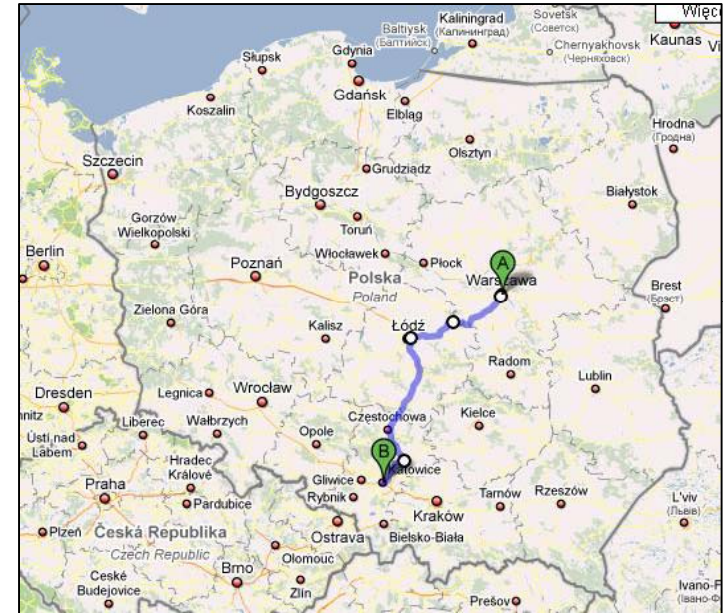 Więc
Sovetsk
(Советск)
Kaliningrad
(Калининград)
Baltiysk
(Балтийск)
Chernyakhovsk
(Черняховск)
Kaunas
Vi
Słupsk
Gdynia
Gdańsk
Koszalin
Elbląg
Hrodna
(Гродна)
Olsztyn
Szczecin
Grudziądz
Bydgoszcz
Białystok
Gorzów
Wielkopolski
Toruń
Berlin
Włocławek
Płock
Poznań
A
Warszawa
Polska
Poland
Brest
(Брэст)
Zielona Góra
Kalisz
Łódź
Radom
Lublin
Dresden
Legnica
Wrocław
mnitz
Liberec
Wałbrzych
Częstochowa
Kielce
Ústí nad
Labem
Opole
B
Hradec
Králové
Gliwice
Katowice
Praha
Rybnik
Tarnów
Rzeszów
Pardubice
Kraków
L'viv
(Львів)
Plzeň
Česká Republika
Czech Republic
Ostrava
Bielsko-Biała
Olomouc
České
Budejovice
Brno
Zlín
Prešov
Ivano-F
(Івано-Ф